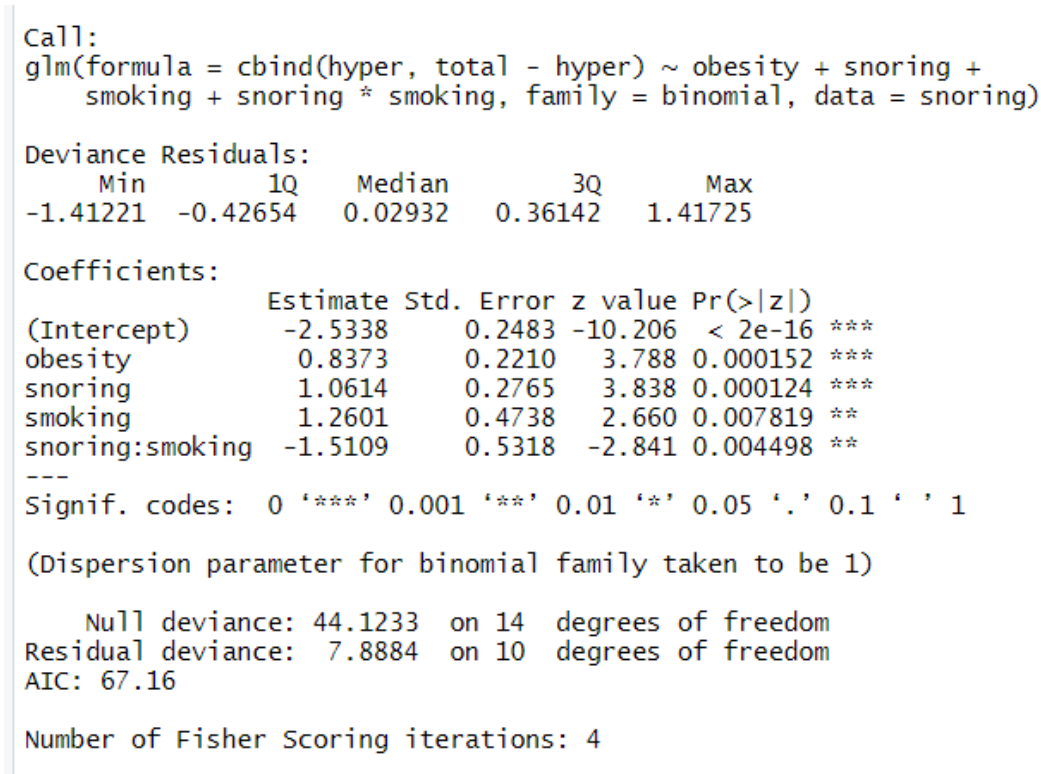 Call:
glm(formula = cbind(hyper, total - hyper) ~ obesity + snoring +
    smoking + snoring * smoking, family = binomial, data = snoring)
Deviance Residuals:
     Min       1Q   Median       3Q      Max
-1.41221  -0.42654   0.02932   0.36142   1.41725
Coefficients:
                Estimate Std. Error z value Pr(>|z|)
(Intercept)      -2.5338     0.2483 -10.206  < 2e-16 ***
obesity           0.8373     0.2210   3.788 0.000152 ***
snoring           1.0614     0.2765   3.838 0.000124 ***
smoking           1.2601     0.4738   2.660 0.007819 **
snoring:smoking  -1.5109     0.5318  -2.841 0.004498 **
---
Signif. codes:  0 ‘***’ 0.001 ‘**’ 0.01 ‘*’ 0.05 ‘.’ 0.1 ‘ ’ 1
(Dispersion parameter for binomial family taken to be 1)
    Null deviance: 44.1233  on 14  degrees of freedom
Residual deviance:  7.8884  on 10  degrees of freedom
AIC: 67.16
Number of Fisher Scoring iterations: 4